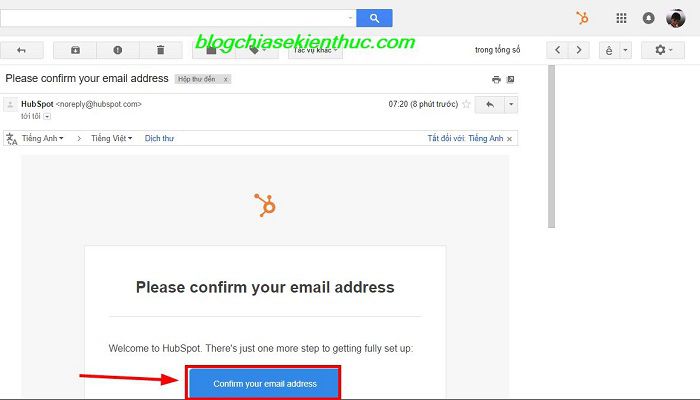 blogchiasekienthuc.com
Tác vụ khác
trong tổng số
ê
Please confirm your email address Hộp thư đến x
HubSpot <noreply@hubspot.com> 07:20 (8 phút trước)
tới tôi
Tiếng Anh > Tiếng Việt Dịch thư Tắt đối với: Tiếng Anh x
Please confirm your email address
Welcome to HubSpot. There's just one more step to getting fully set up:
Confirm your email address